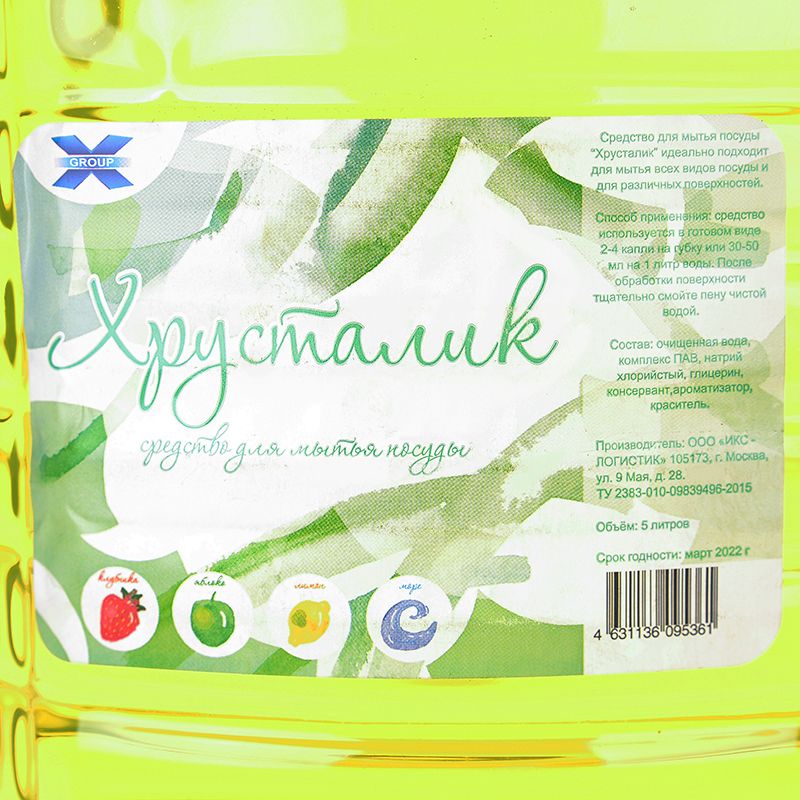 X
GROUP
Хрусталик
средство для мытья посуды
клубника
яблоко
лимон
море
Средство для мытья посуды
"Хрусталик" идеально подходит
для мытья всех видов посуды и
для различных поверхностей.
Способ применения: средство
используется в готовом виде
2-4 капли на губку или 30-50
мл на 1 литр воды. После
обработки поверхности
тщательно смойте пену чистой
водой.
Состав: очищенная вода,
комплекс ПАВ, натрий
хлорийстый, глицерин,
консервант,ароматизатор,
краситель.
Производитель: ООО «ИКС -
ЛОГИСТИК» 105173, г. Москва,
ул. 9 Мая, д. 28.
ТУ 2383-010-09839496-2015
Объём: 5 литров
Срок годности: март 2022 г
4 631136 095361